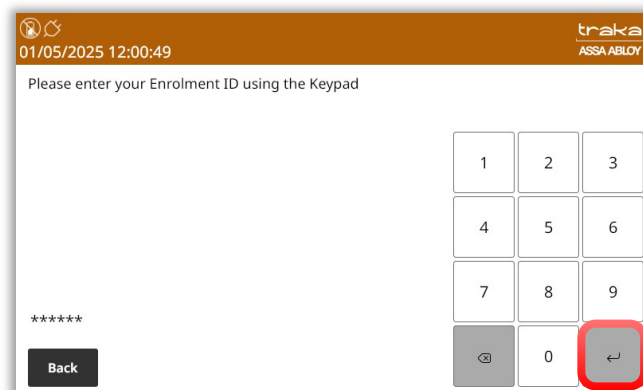 traka
01/05/2025 12:00:49
ASSA ABLOY
Please enter your Enrolment ID using the Keypad
1 2 3
4 5 6
7 8 9
******
Back
0